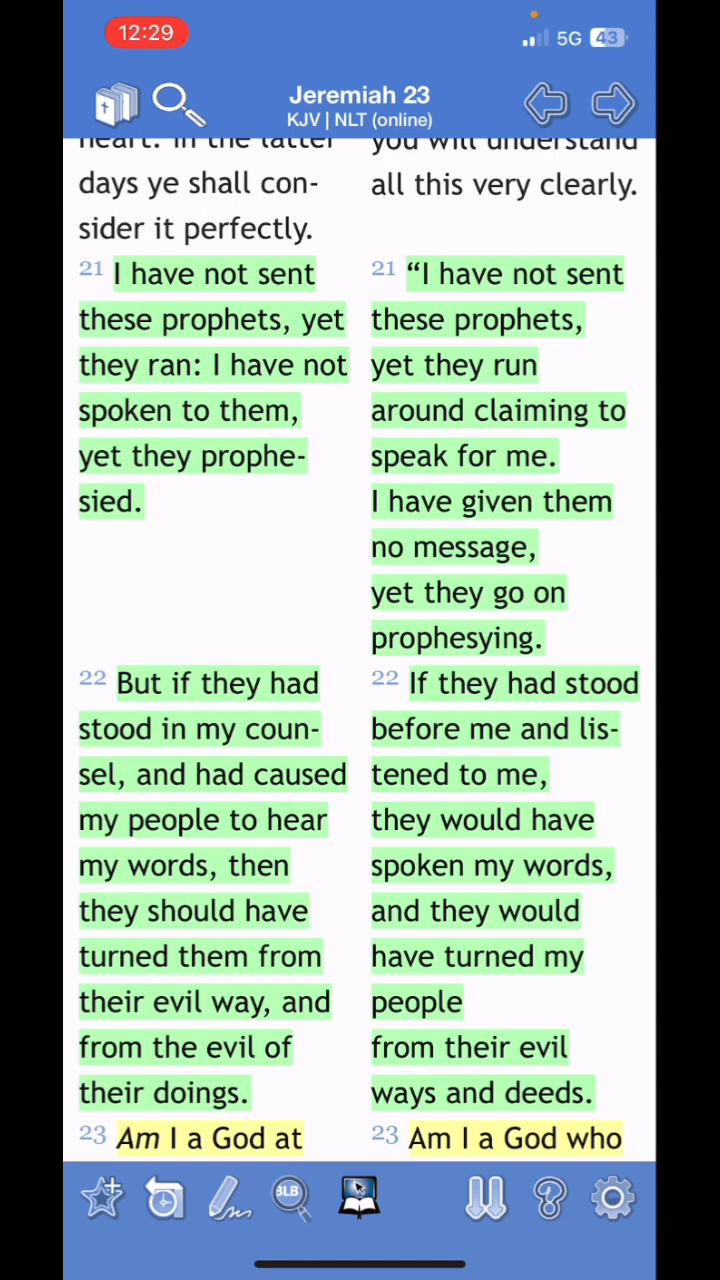 12:29
5G 43
Jeremiah 23
KJV | NLT (online)
heart: in the latter
days ye shall con-
sider it perfectly.
21 I have not sent
these prophets, yet
they ran: I have not
spoken to them,
yet they prophe-
sied.
22 But if they had
stood in my coun-
sel, and had caused
my people to hear
my words, then
they should have
turned them from
their evil way, and
from the evil of
their doings.
23 Am I a God at
you will understand
all this very clearly.
21 “I have not sent
these prophets,
yet they run
around claiming to
speak for me.
I have given them
no message,
yet they go on
prophesying.
22 If they had stood
before me and lis-
tened to me,
they would have
spoken my words,
and they would
have turned my
people
from their evil
ways and deeds.
23 Am I a God who
BLB